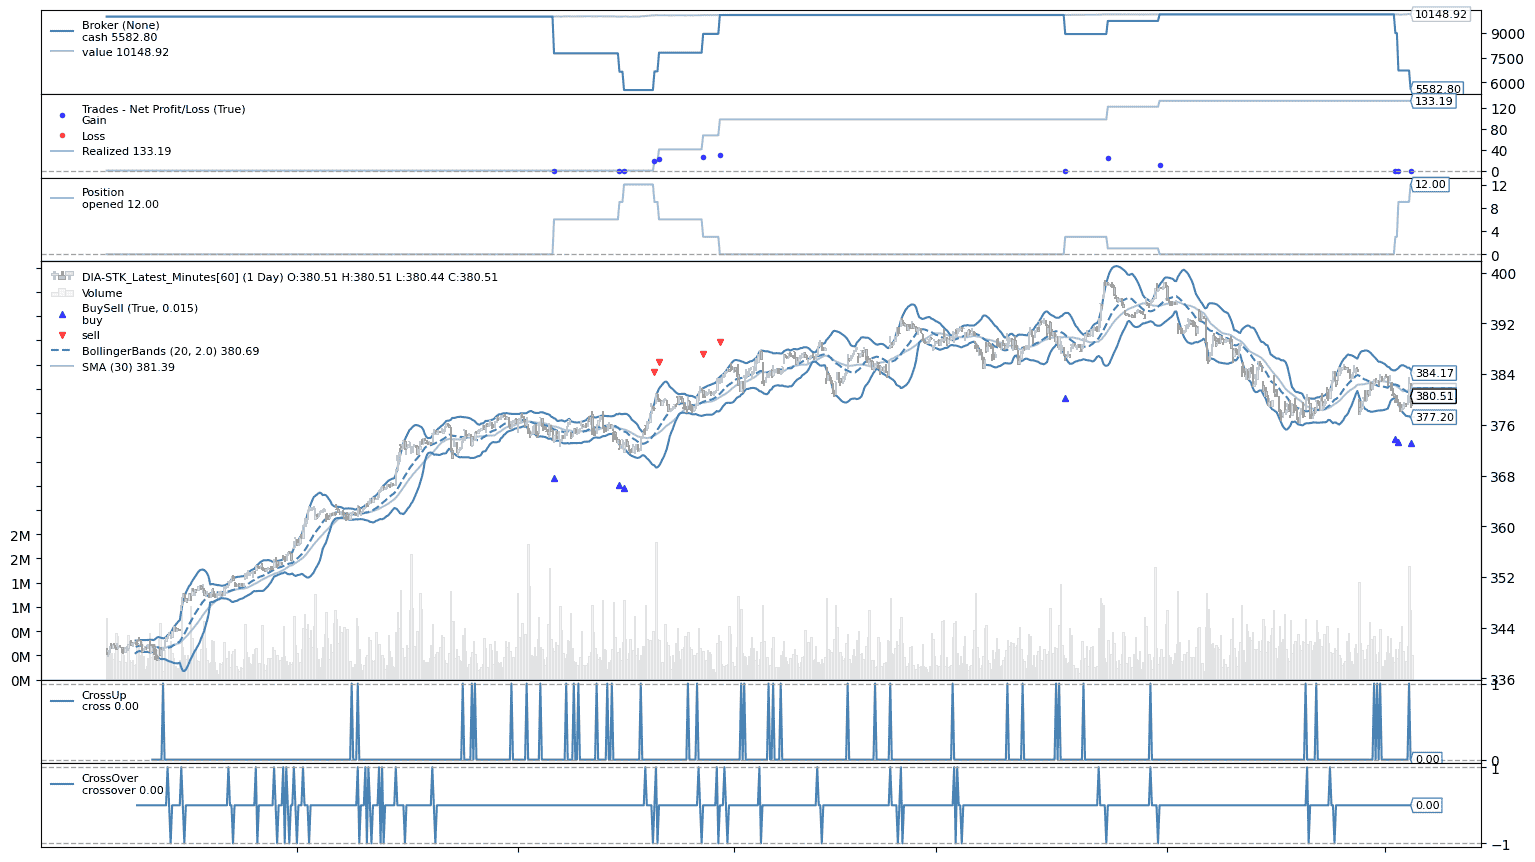 Broker (None)
cash 5582.80
value 10148.92
10148.92
9000
7500
6000
5582.80
Trades - Net Profit/Loss (True)
Gain
Loss
Realized 133.19
133.19
120
80
40
0
Position
opened 12.00
12.00
12
8
4
0
DIA-STK_Latest_Minutes[60] (1 Day) O:380.51 H:380.51 L:380.44 C:380.51
Volume
BuySell (True, 0.015)
buy
sell
BollingerBands (20, 2.0) 380.69
SMA (30) 381.39
400
392
384
376
368
360
352
344
336
384.17
380.51
377.20
2M
2M
1M
1M
0M
0M
0M
CrossUp
cross 0.00
1
0
0.00
CrossOver
crossover 0.00
1
0.00
−1